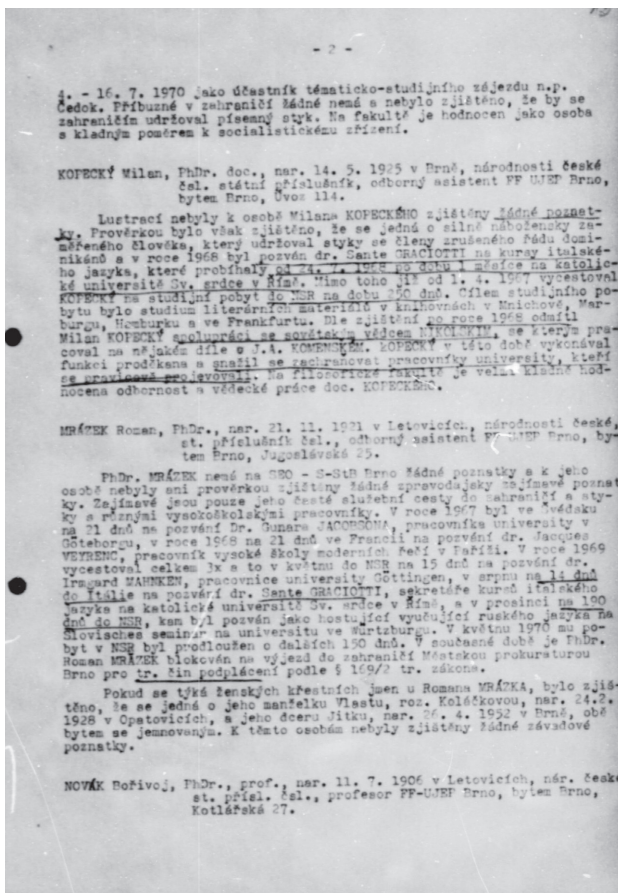 - 2 -
4. - 16. 7. 1970 jako účastník tématicko-studijního zájezdu n.p.
Čedok. Příbuzné v zahraničí žádné nemá a nebylo zjištěno, že by se
zahraničím udržoval písemný styk. Na fakultě je hodnocen jako osoba
s kladným poměrem k socialistickému zřízení.
KOPECKÝ Milan, PhDr. doc., nar. 14. 5. 1925 v Brně, národnosti české
čsl. státní příslušník, odborný asistent FF UJEP Brno,
bytem Brno, Úvoz 114.
Lustrací nebyly k osobě Milana KOPECKÉHO zjištěny žádné poznat-
ky. Prověrkou bylo však zjištěno, že se jedná o silně nábožensky za-
měřeného člověka, který udržoval styky se členy zrušeného řádu domi-
nikánů a v roce 1968 byl pozván dr. Sante GRACIOTTI na kursy italské-
ho jazyka, které probíhaly od 24. 7. 1968 po dobu 1 měsíce na katolic-
ké universitě Sv. srdce v Římě. Mimo toho již od 1. 4. 1967 vycestoval
KOPECKÝ na studijní pobyt do NSR na dobu 250 dnů. Cílem studijního po-
bytu bylo studium literárních materiálů v knihovnách v Mnichově, Mar-
burgu, Hamburku a ve Frankfurtu. Dle zjištění po roce 1968 odmítl
Milan KOPECKÝ spolupráci se sovětským vědcem NIKOLSKIM, se kterým pra-
coval na nějakém díle o J.A. KOMENSKÉM. KOPECKÝ v této době vykonával
funkci proděkana a snažil se zachraňovat pracovníky university, kteří
se pravicově projevovali. Na filosofické fakultě je velmi kladně hod-
nocena odbornost a vědecké práce doc. KOPECKÉHO.
MRÁZEK Roman, PhDr., nar. 21. 11. 1921 v Letovicích, národnosti české,
st. příslušník čsl., odborný asistent FF-UJEP Brno, by-
tem Brno, Jugoslávská 25.
PhDr. MRÁZEK nemá na SEO - S-StB Brno žádné poznatky a k jeho
osobě nebyly ani prověrkou zjištěny žádné zpravodajsky zajímavé poznat
ky. Zajímavé jsou pouze jeho časté služební cesty do zahraničí a sty-
ky s různými vysokoškolskými pracovníky. V roce 1967 byl ve Švédsku
na 21 dnů na pozvání Dr. Gunara JACOBSONA, pracovníka university v
Göteborgu, v roce 1968 na 21 dnů ve Francii na pozvání dr. Jacques
VEYRENC, pracovník vysoké školy moderních řečí v Paříži. V roce 1969
vycestoval celkem 3x a to v květnu do NSR na 15 dnů na pozvání dr.
Irmgard MAHNKEN, pracovnice university Göttingen, v srpnu na 14 dnů
do Itálie na pozvání dr. Sante GRACIOTTI, sekretáře kursů italského
jazyka na katolické universitě Sv. srdce v Římě, a v prosinci na 190
dnů do NSR, kam byl pozván jako hostující vyučující ruského jazyka na
Slovisches seminar na universitu ve Würtzburgu. V květnu 1970 mu po-
byt v NSR byl prodloužen o dalších 150 dnů. V současné době je PhDr.
Roman MRÁZEK blokován na výjezd do zahraničí Městskou prokuraturou
Brno pro tr. čin podplácení podle § 169/2 tr. zákona.
Pokud se týká ženských křestních jmen u Romana MRÁZKA, bylo zjiš-
těno, že se jedná o jeho manželku Vlastu, roz. Koláčkovou, nar. 24.2.
1928 v Opatovicích, a jeho dceru Jitku, nar. 26. 4. 1952 v Brně, obě
bytem se jemnovaným. K těmto osobám nebyly zjištěny žádné závadové
poznatky.
NOVÁK Bořivoj, PhDr., prof., nar. 11. 7. 1906 v Letovicích, nár. česk
st. přísl. čsl., profesor FF-UJEP Brno, bytem Brno,
Kotlářská 27.